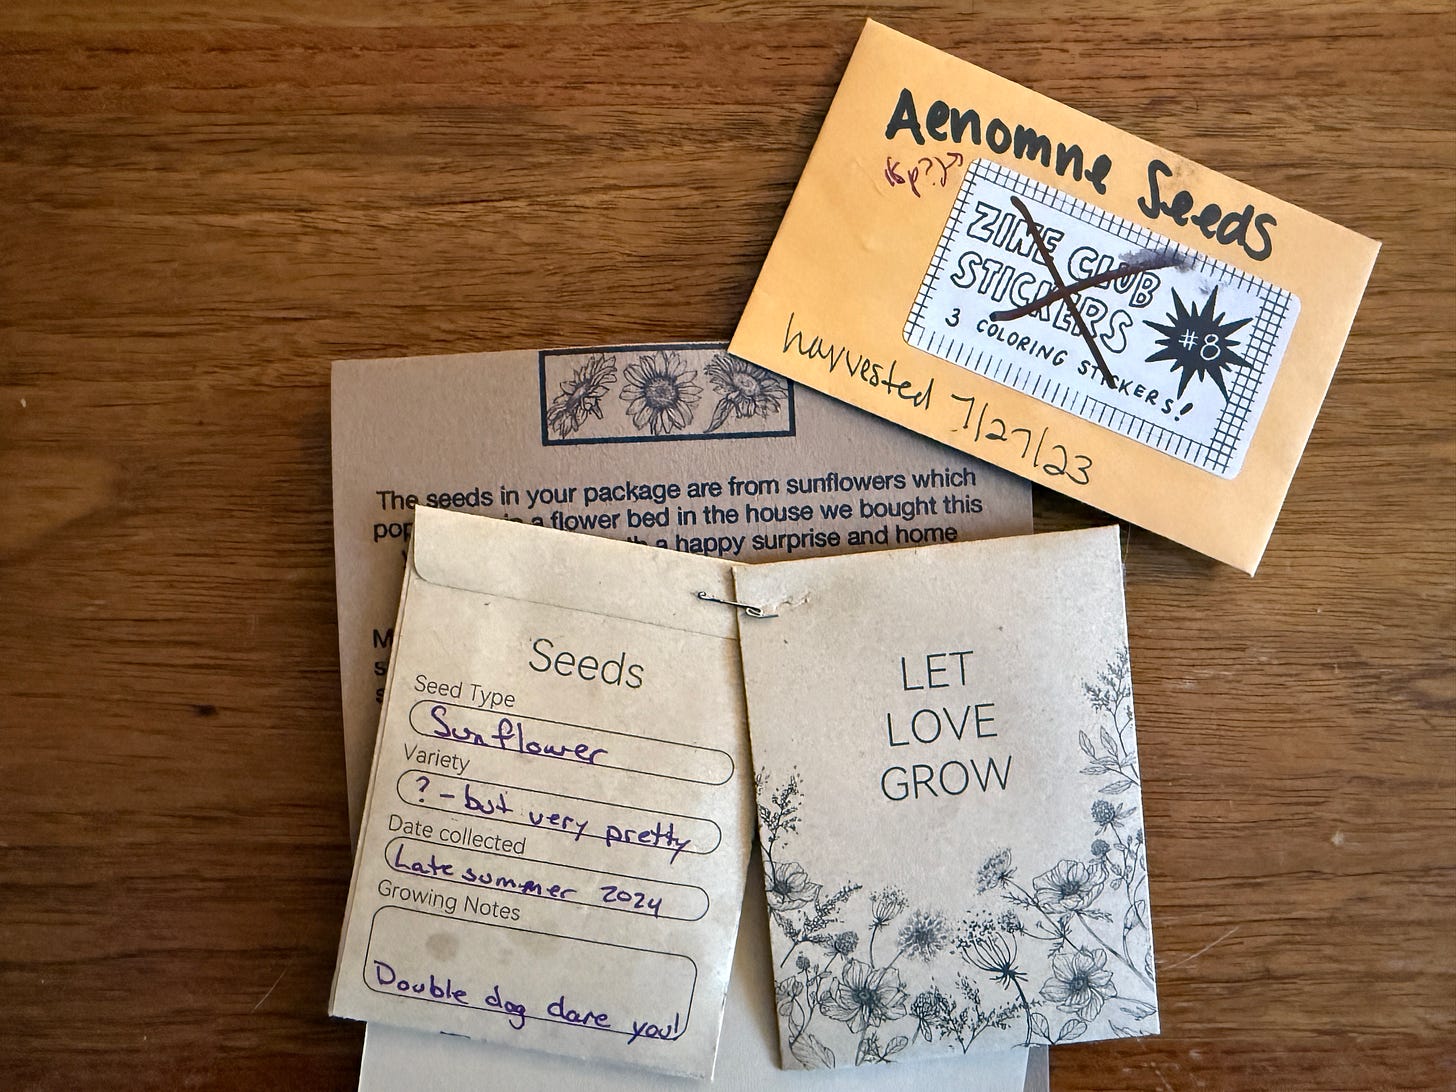 Aenomne Seeds
(sp?)
ZINE CLUB
STICKERS
3 COLORING STICKERS!
#8
harvested 7/27/23
The seeds in your package are from sunflowers which
a flower bed in the house we bought this
a happy surprise and home
Seeds
Seed Type
Sunflower
Variety
? - but very pretty
Date collected
Late summer 2024
Growing Notes
Double dog dare you!
LET
LOVE
GROW